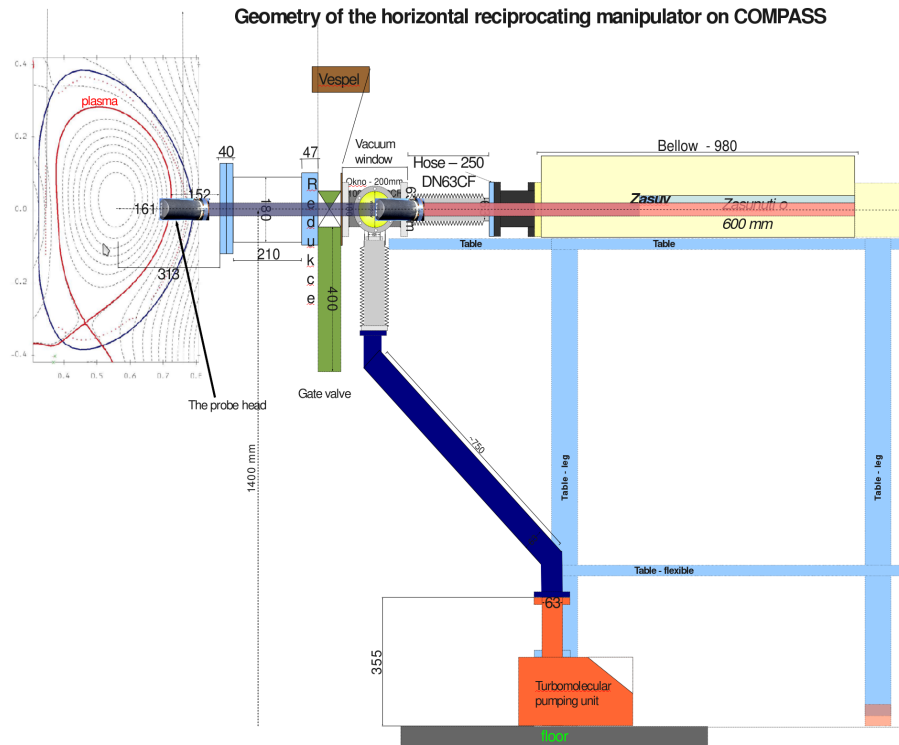 Geometry of the horizontal reciprocating manipulator on COMPASS
0.4
0.2
0.0
0.2
-0.4
0.4
0.5
0.6
0.7
0.8
plasma
Vespel
40
47
Vacuum
window
Okno - 200mm
Hose – 250
DN63CF
Bellow - 980
152
161
180
210
313
Redukce
400
Zasuv
Zasunuti o
600 mm
Table
Table
The probe head
Gate valve
1400 mm
~750
Table - leg
Table - leg
Table - flexible
63
355
Turbomolecular
pumping unit
floor